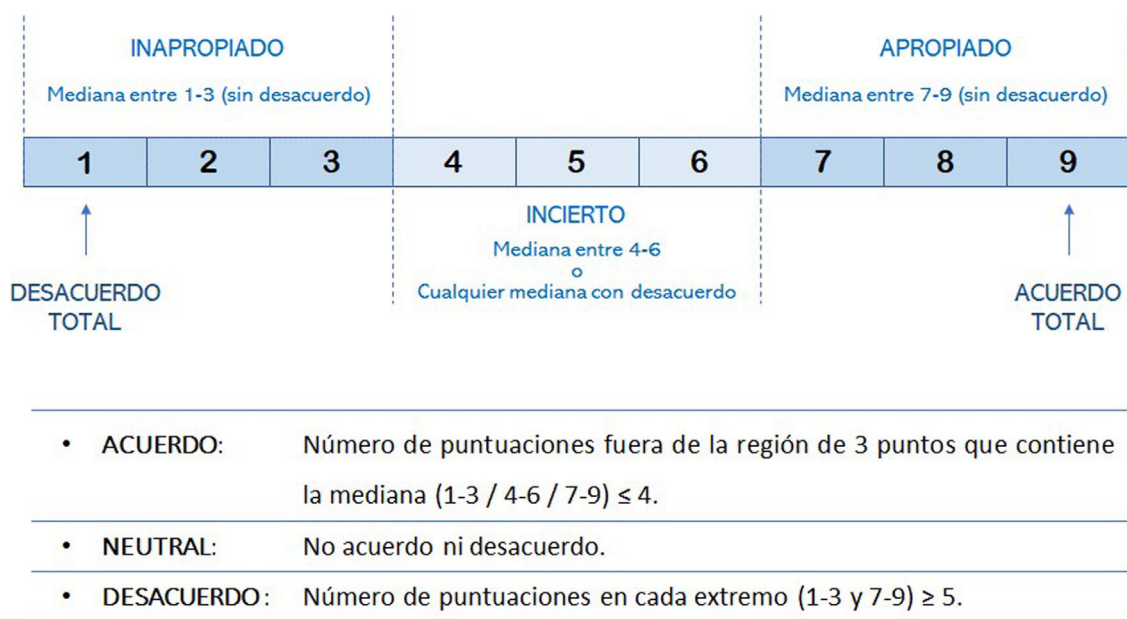 INAPROPIADO
Mediana entre 1-3 (sin desacuerdo)
APROPIADO
Mediana entre 7-9 (sin desacuerdo)
1 2 3 4 5 6 7 8 9
INCIERTO
Mediana entre 4-6
o
Cualquier mediana con desacuerdo
DESACUERDO
TOTAL
ACUERDO
TOTAL
• ACUERDO: Número de puntuaciones fuera de la región de 3 puntos que contiene
la mediana (1-3 / 4-6 / 7-9) ≤ 4.
• NEUTRAL: No acuerdo ni desacuerdo.
• DESACUERDO: Número de puntuaciones en cada extremo (1-3 y 7-9) ≥ 5.